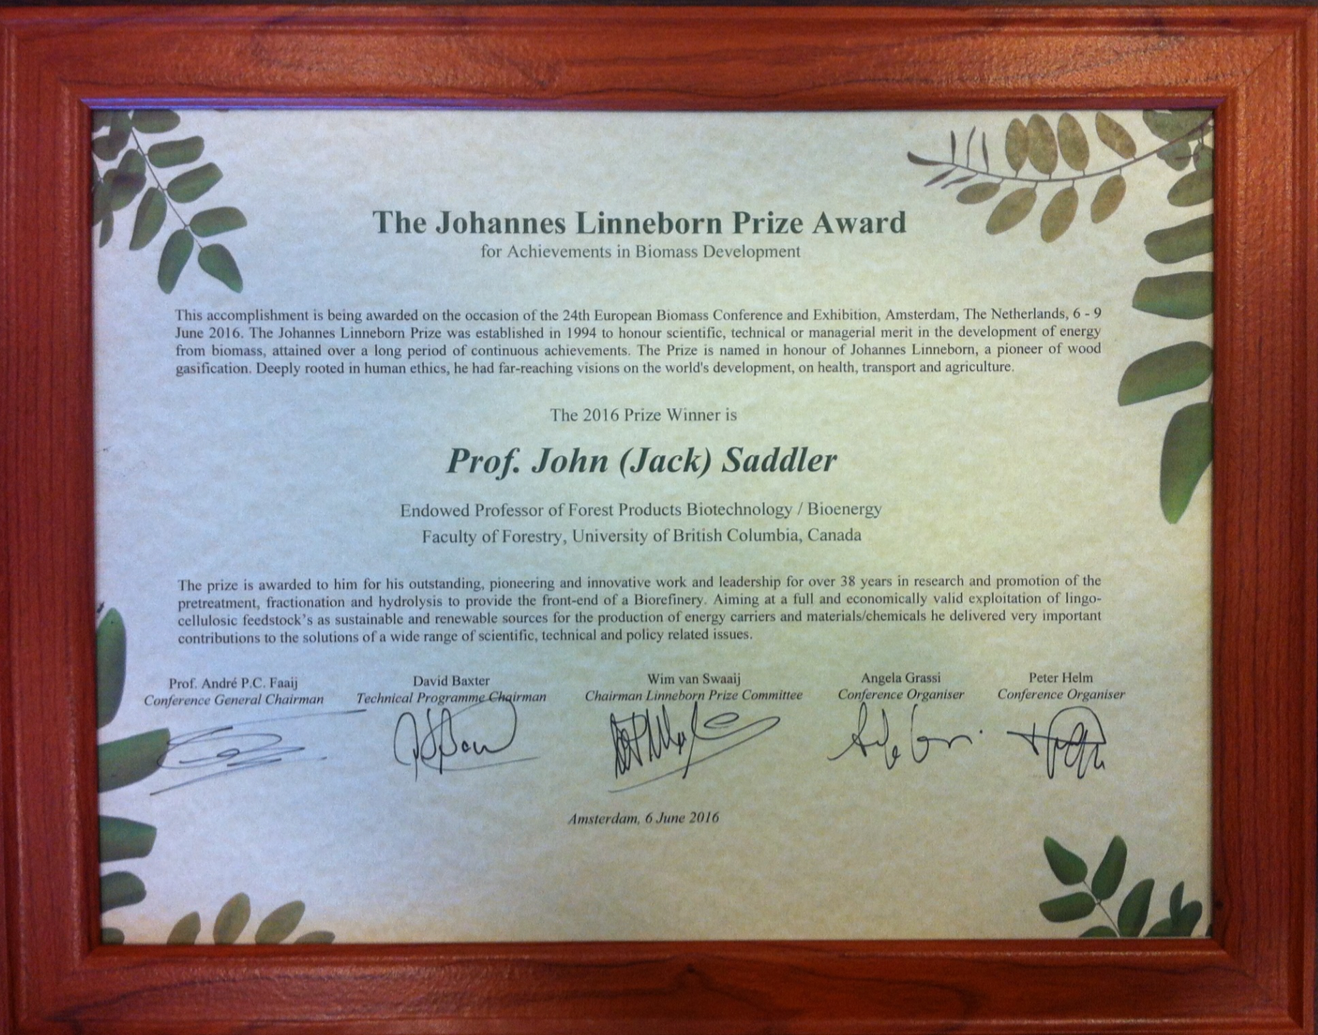 The Johannes Linneborn Prize Award
for Achievements in Biomass Development
This accomplishment is being awarded on the occasion of the 24th European Biomass Conference and Exhibition, Amsterdam, The Netherlands, 6 - 9
June 2016. The Johannes Linneborn Prize was established in 1994 to honour scientific, technical or managerial merit in the development of energy
from biomass, attained over a long period of continuous achievements. The Prize is named in honour of Johannes Linneborn, a pioneer of wood
gasification. Deeply rooted in human ethics, he had far-reaching visions on the world's development, on health, transport and agriculture.
The 2016 Prize Winner is
Prof. John (Jack) Saddler
Endowed Professor of Forest Products Biotechnology / Bioenergy
Faculty of Forestry, University of British Columbia, Canada
The prize is awarded to him for his outstanding, pioneering and innovative work and leadership for over 38 years in research and promotion of the
pretreatment, fractionation and hydrolysis to provide the front-end of a Biorefinery. Aiming at a full and economically valid exploitation of lingo-
cellulosic feedstock's as sustainable and renewable sources for the production of energy carriers and materials/chemicals he delivered very important
contributions to the solutions of a wide range of scientific, technical and policy related issues.
Prof. André P.C. Faaij David Baxter Wim van Swaaij Angela Grassi Peter Helm
Conference General Chairman Technical Programme Chairman Chairman Linneborn Prize Committee Conference Organiser Conference Organiser
Amsterdam, 6 June 2016